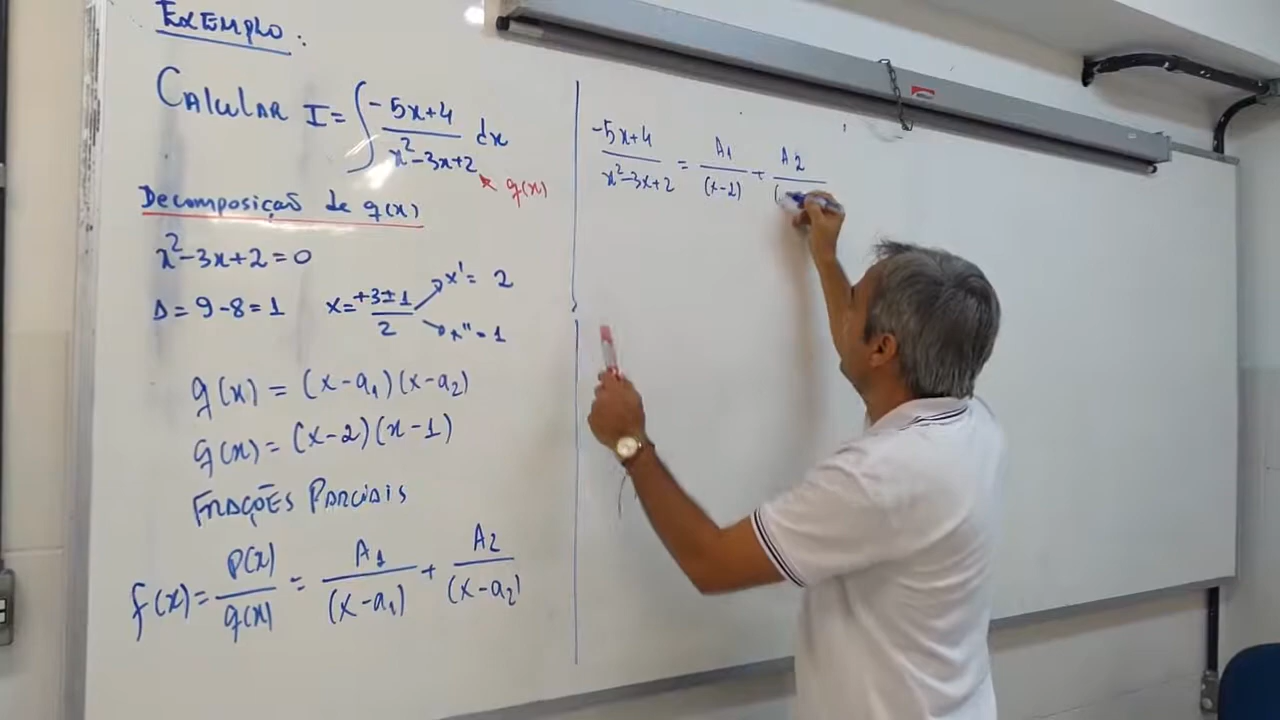 EXEMPLO:
CALCULAR I = ∫ -5x+4 / x²-3x+2 dx
q(x)
Decomposição de q(x)
x²-3x+2=0
Δ = 9-8=1 x = +3±1 / 2 x' = 2
x'' = 1
q(x) = (x-a₁)(x-a₂)
q(x) = (x-2)(x-1)
FRAÇÕES PARCIAIS
f(x) = p(x) / q(x) = A₁ / (x-a₁) + A₂ / (x-a₂)
-5x+4 / x²-3x+2 = A₁ / (x-2) + A₂ / (